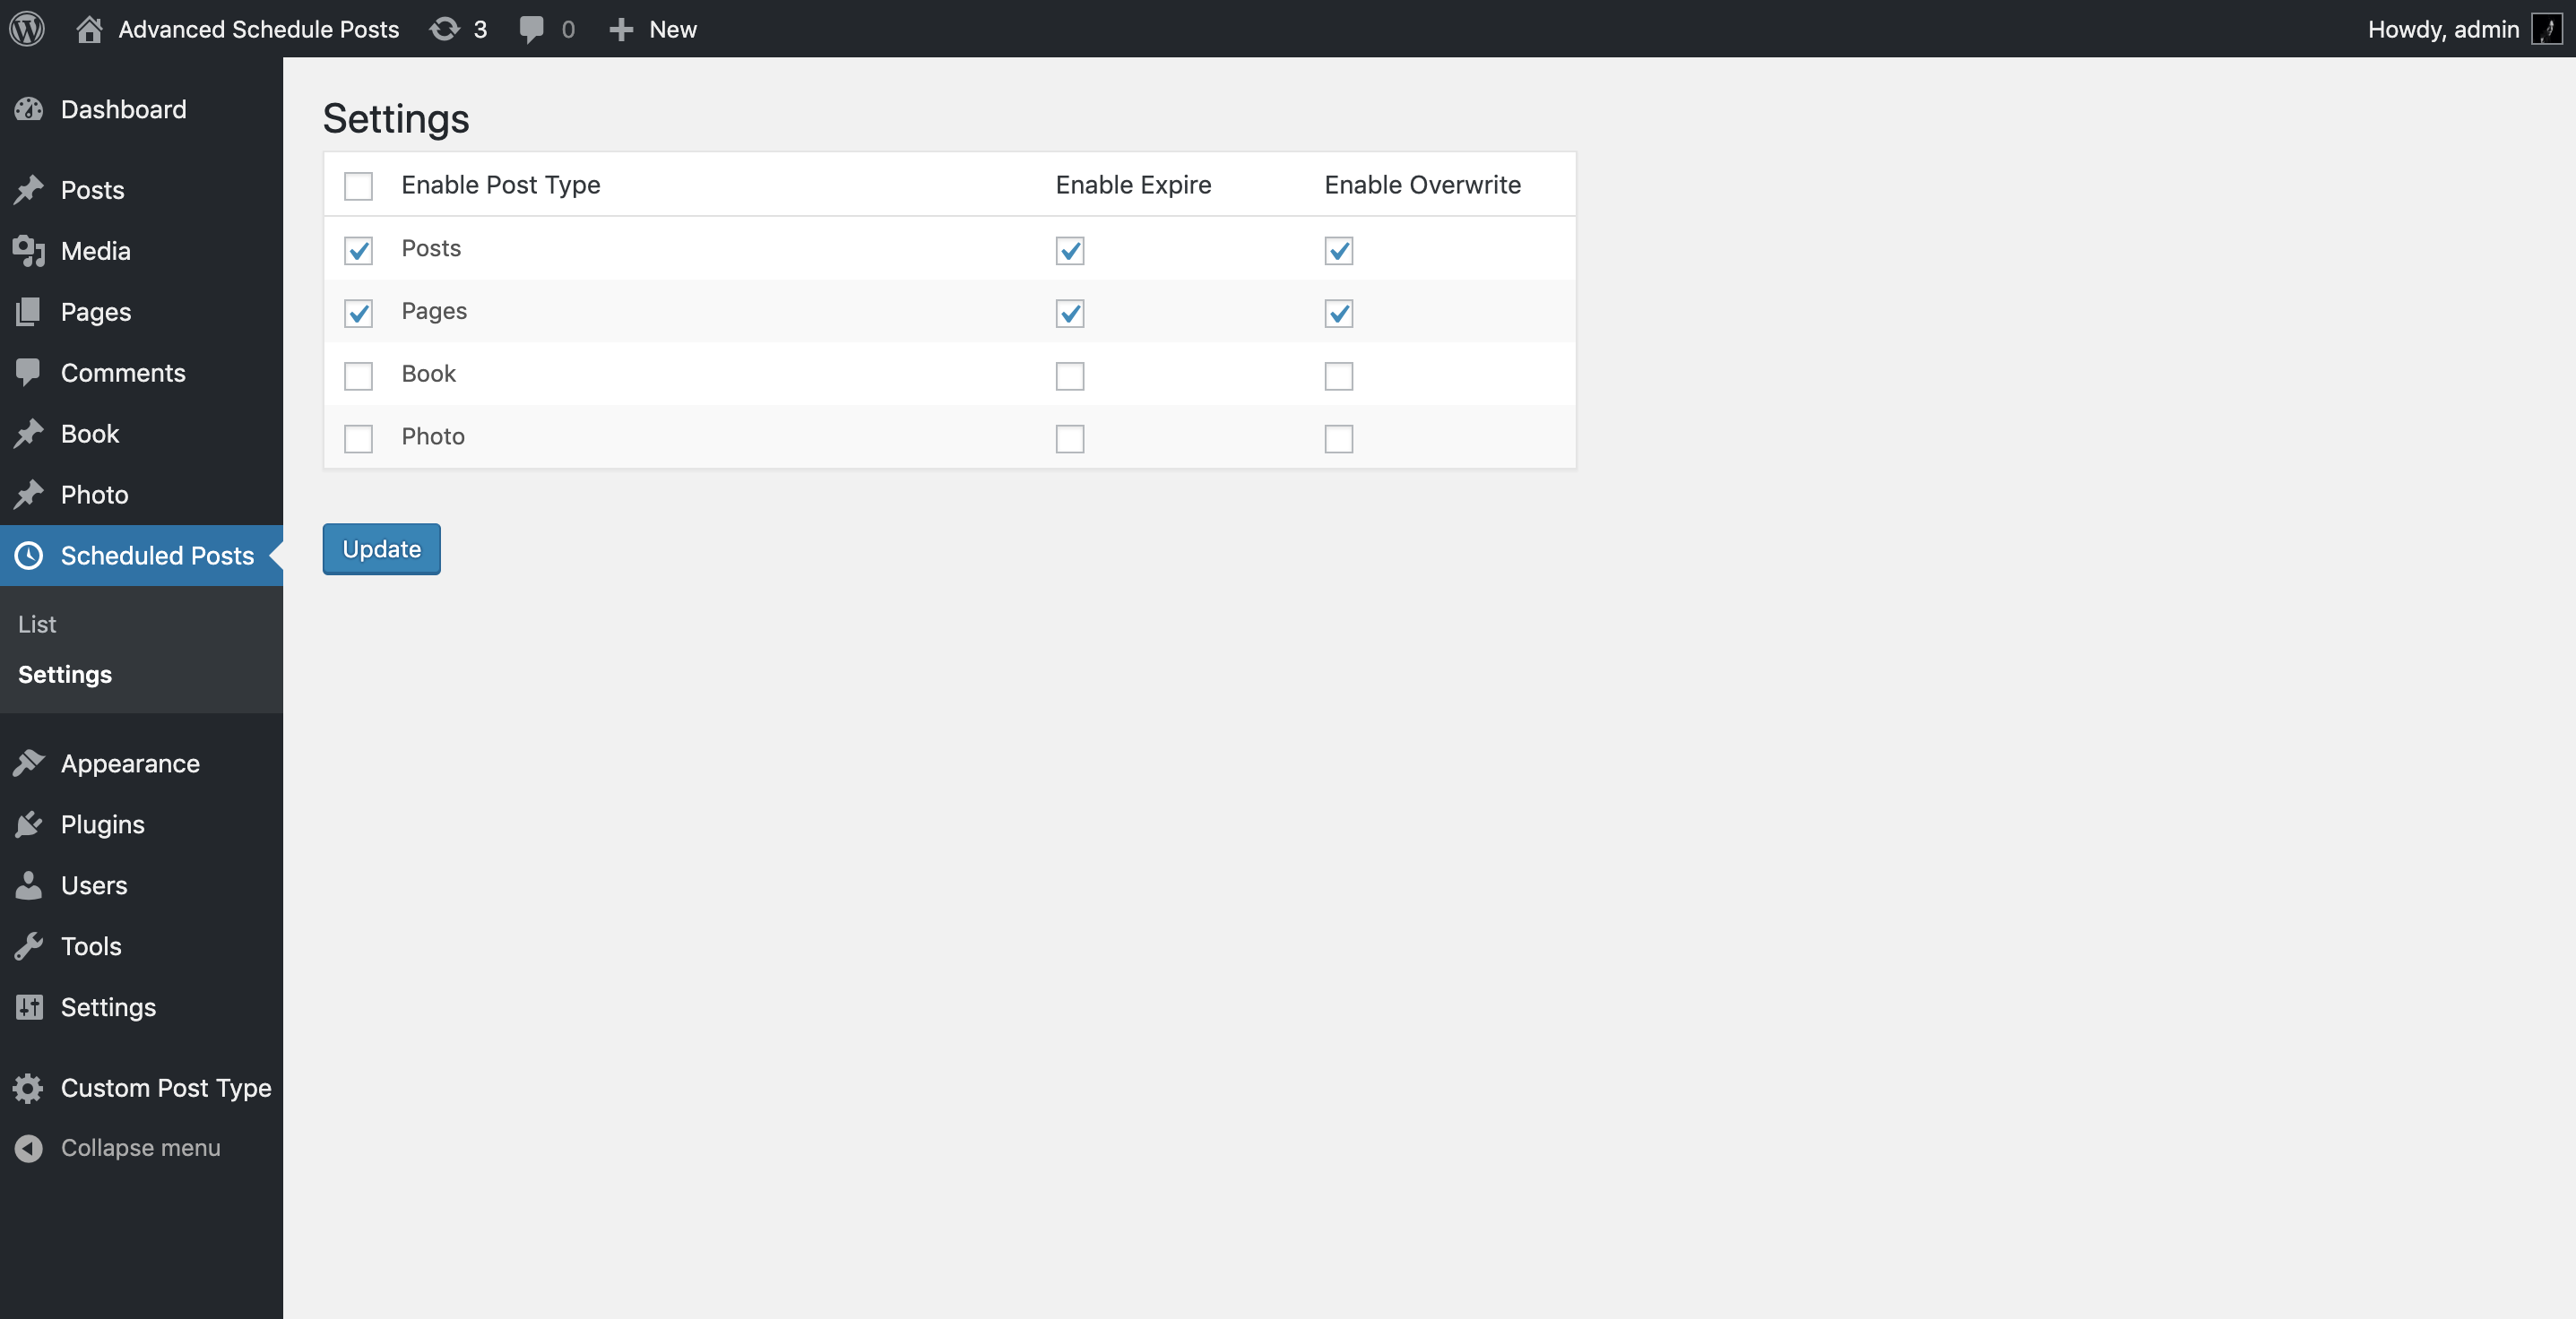 Advanced Schedule Posts 3 0 New Howdy, admin
Dashboard
Posts
Media
Pages
Comments
Book
Photo
Scheduled Posts
List
Settings
Appearance
Plugins
Users
Tools
Settings
Custom Post Type
Collapse menu
Settings
Enable Post Type Enable Expire Enable Overwrite
Posts
Pages
Book
Photo
Update